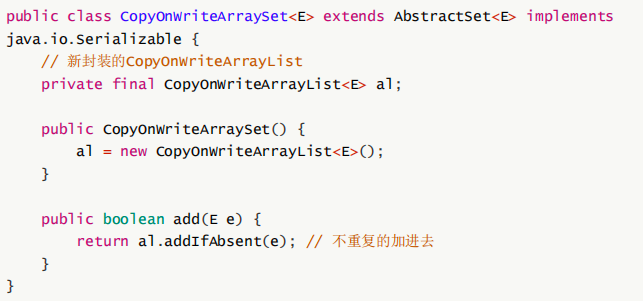 public class CopyOnWriteArraySet<E> extends AbstractSet<E> implements
java.io.Serializable {
// 新封装的CopyOnWriteArrayList
private final CopyOnWriteArrayList<E> al;
public CopyOnWriteArraySet() {
al = new CopyOnWriteArrayList<E>();
}
public boolean add(E e) {
return al.addIfAbsent(e); // 不重复的加进去
}
}